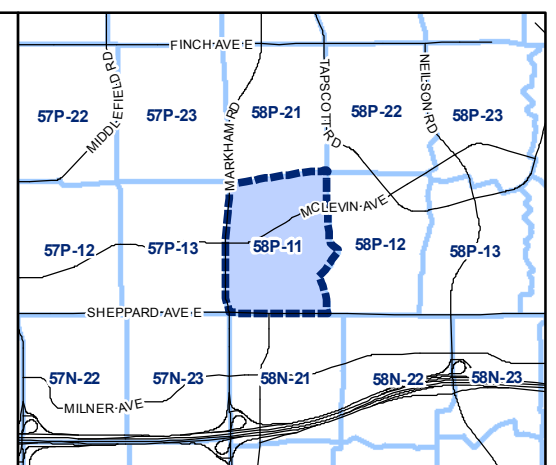 FINCH AVE E
MIDDLEFIELD RD
MARKHAM RD
TAPSCOTT RD
NEILSON RD
57P-22
57P-23
58P-21
58P-22
58P-23
MCLEVIN AVE
57P-12
57P-13
58P-11
58P-12
58P-13
SHEPPARD AVE E
57N-22
57N-23
58N-21
58N-22
58N-23
MILNER AVE